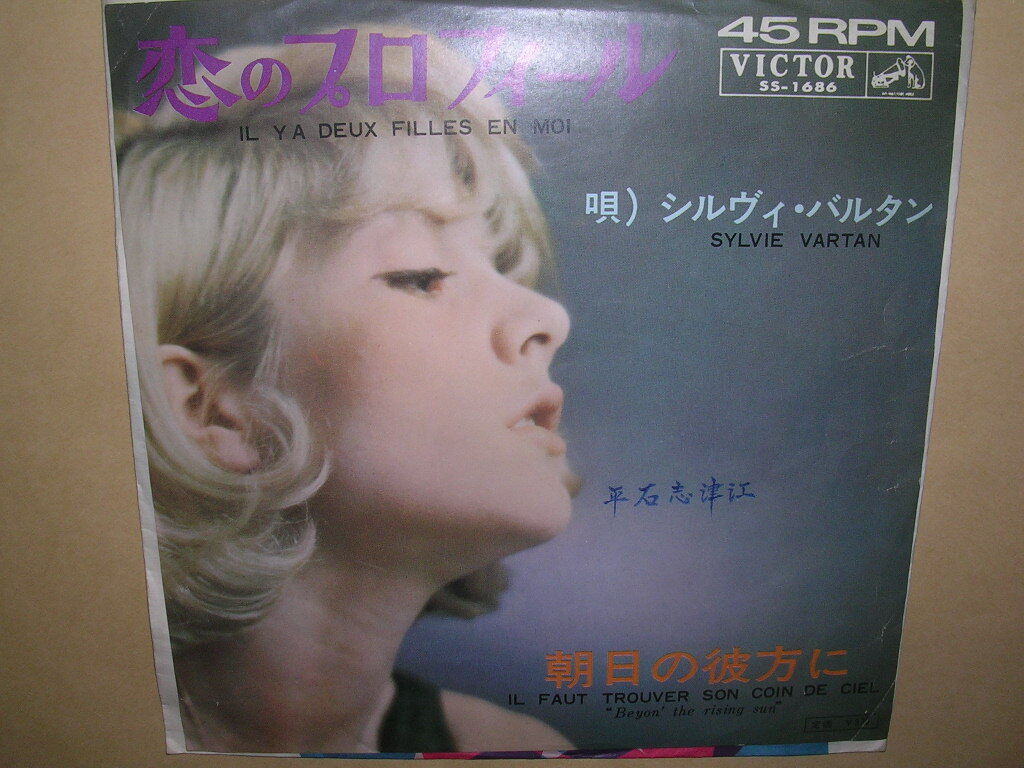 45 RPM
VICTOR
SS-1686
恋のプロフィール
IL Y A DEUX FILLES EN MOI
唄）シルヴィ・バルタン
SYLVIE VARTAN
平石志津江
朝日の彼方に
IL FAUT TROUVER SON COIN DE CIEL
"Beyon' the rising sun"